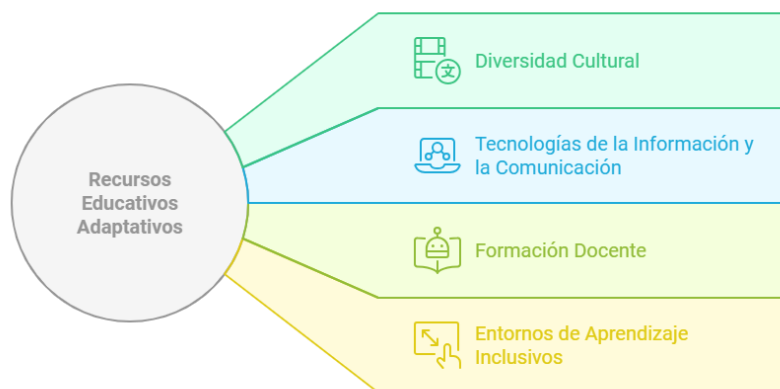 Recursos
Educativos
Adaptativos
Diversidad Cultural
Tecnologías de la Información y
la Comunicación
Formación Docente
Entornos de Aprendizaje
Inclusivos